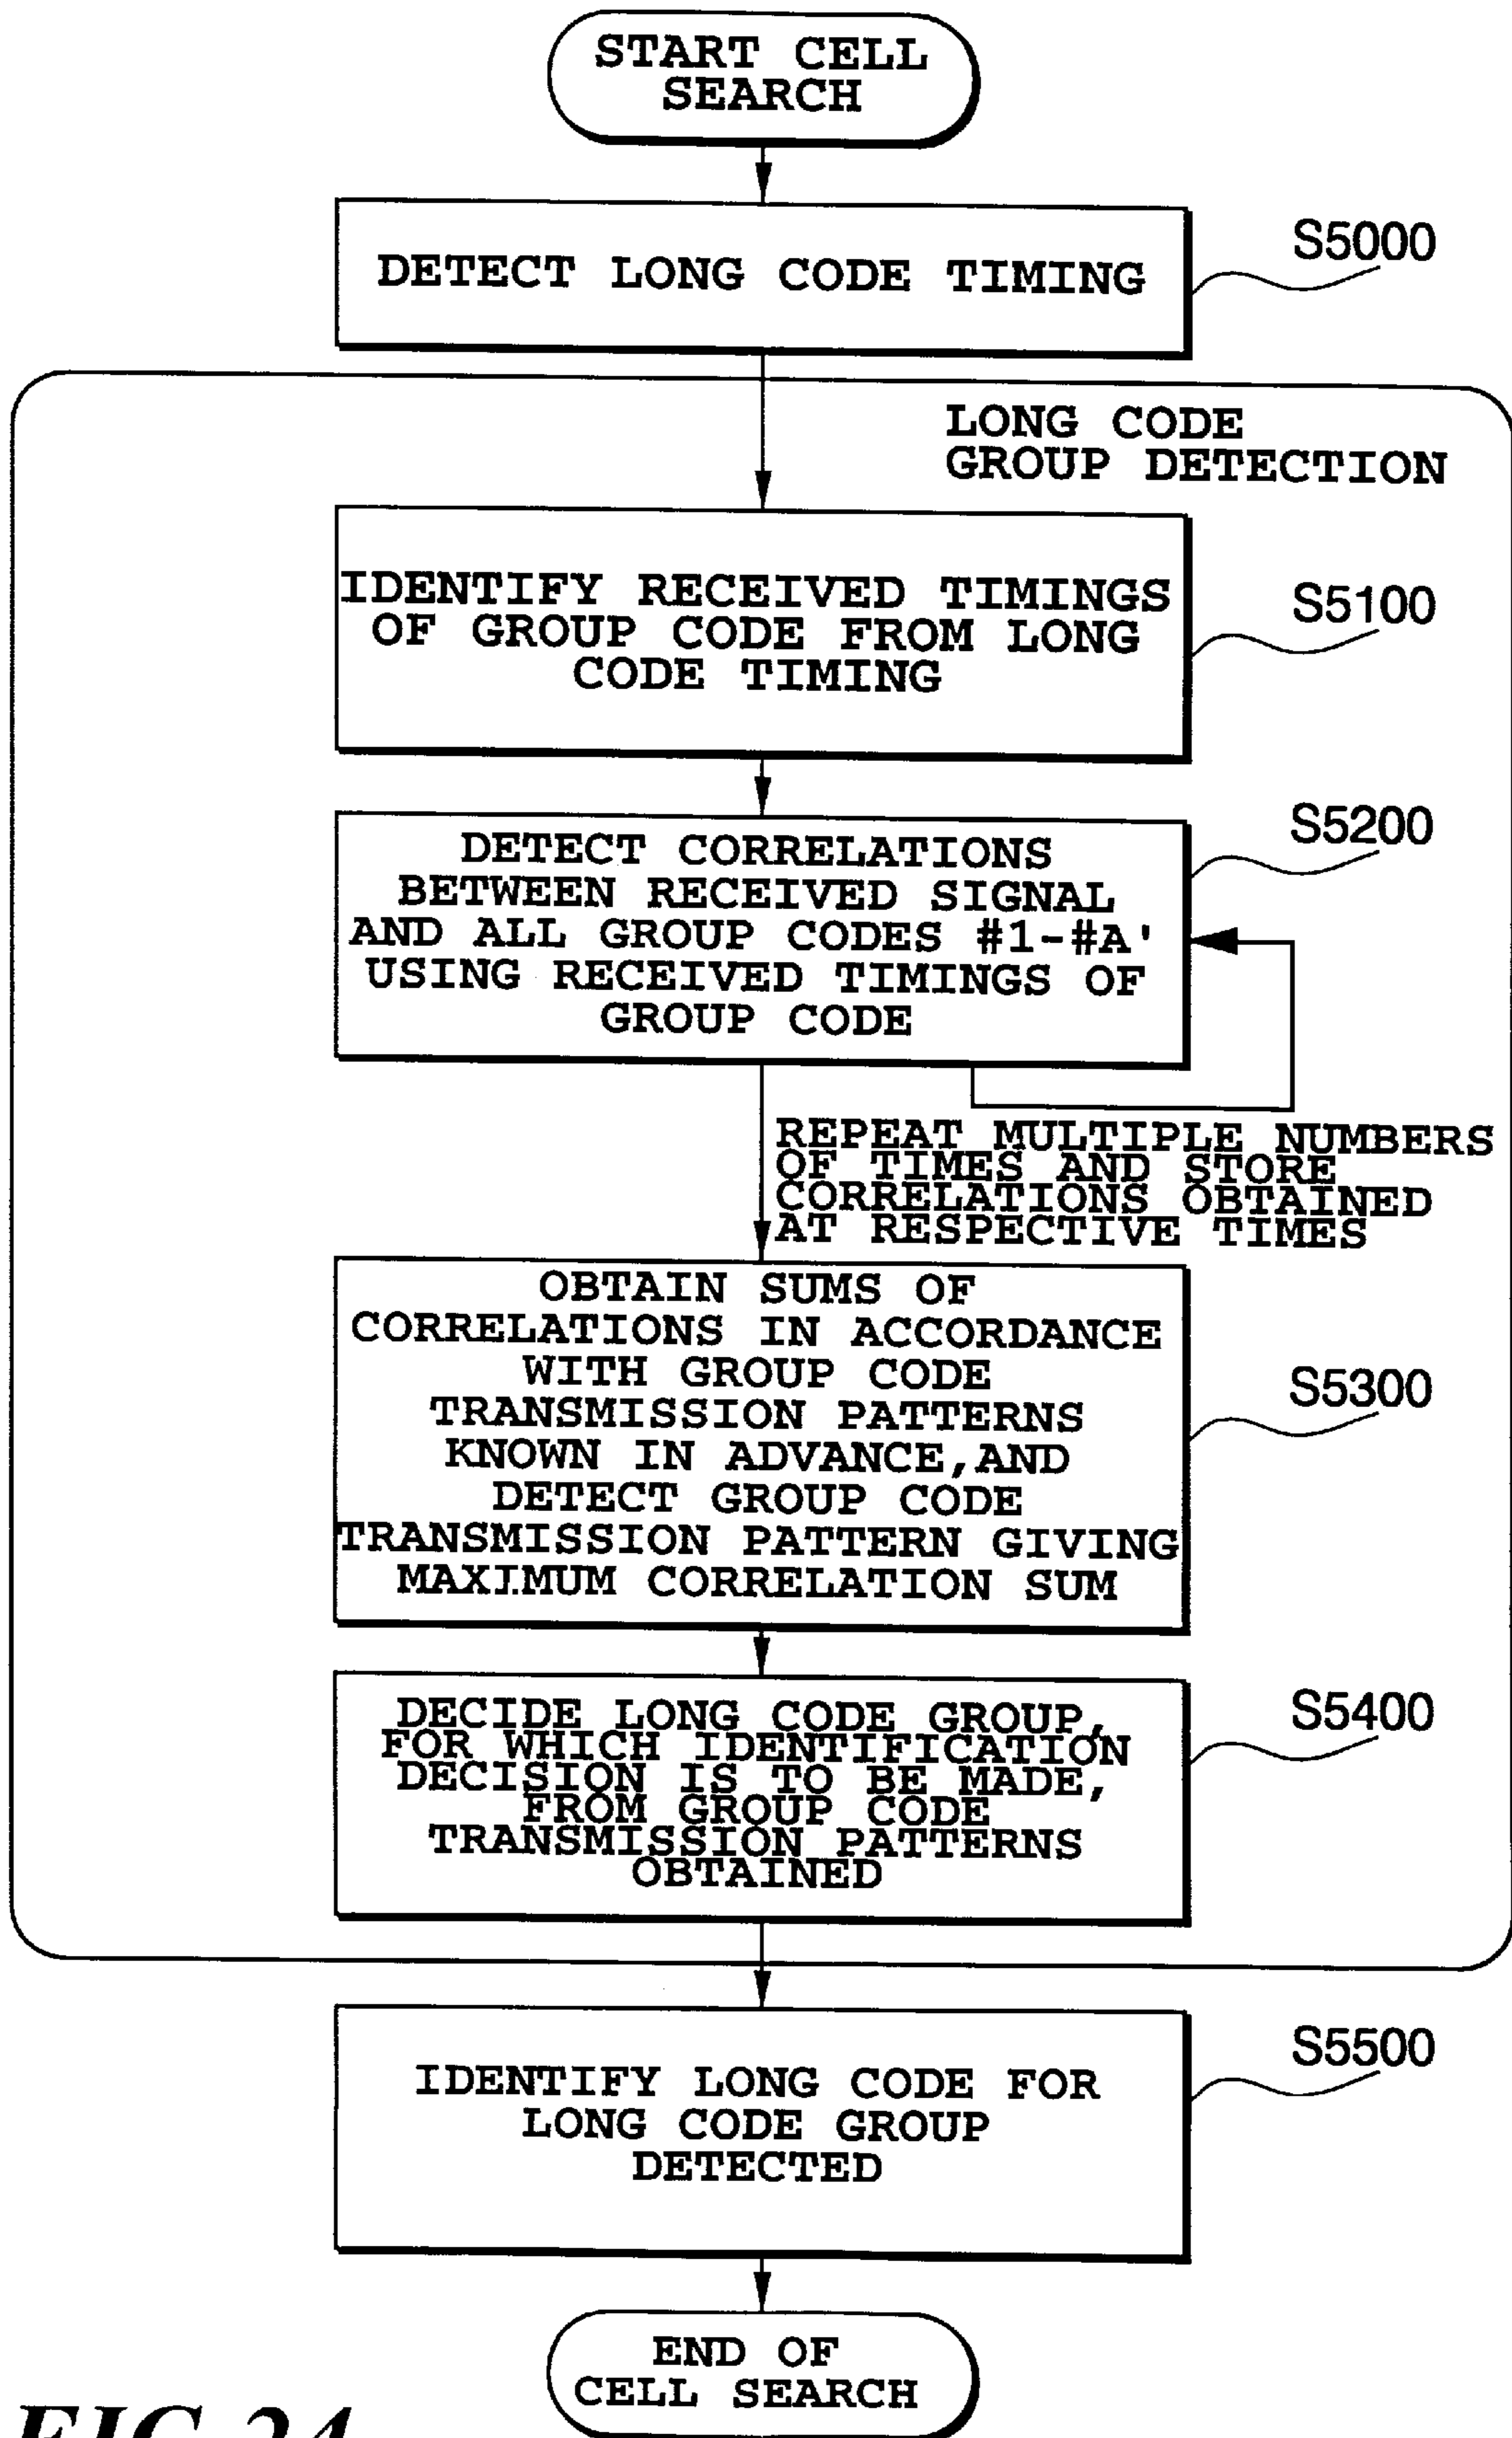 START CELL
SEARCH
DETECT LONG CODE TIMING
S5000
LONG CODE
GROUP DETECTION
IDENTIFY RECEIVED TIMINGS
OF GROUP CODE FROM LONG
CODE TIMING
S5100
DETECT CORRELATIONS
BETWEEN RECEIVED SIGNAL
AND ALL GROUP CODES #1-#A'
USING RECEIVED TIMINGS OF
GROUP CODE
S5200
REPEAT MULTIPLE NUMBERS
OF TIMES AND STORE
CORRELATIONS OBTAINED
AT RESPECTIVE TIMES
OBTAIN SUMS OF
CORRELATIONS IN ACCORDANCE
WITH GROUP CODE
TRANSMISSION PATTERNS
KNOWN IN ADVANCE,AND
DETECT GROUP CODE
TRANSMISSION PATTERN GIVING
MAXIMUM CORRELATION SUM
S5300
DECIDE LONG CODE GROUP,
FOR WHICH IDENTIFICATION
DECISION IS TO BE MADE,
FROM GROUP CODE
TRANSMISSION PATTERNS
OBTAINED
S5400
IDENTIFY LONG CODE FOR
LONG CODE GROUP
DETECTED
S5500
END OF
CELL SEARCH
FIG.24